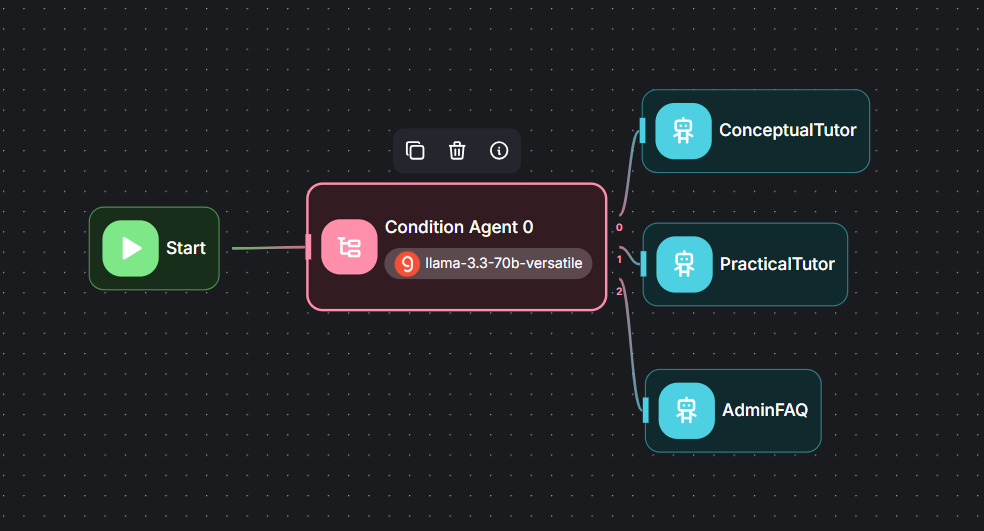 Start
Condition Agent 0
llama-3.3-70b-versatile
0
1
2
ConceptualTutor
PracticalTutor
AdminFAQ